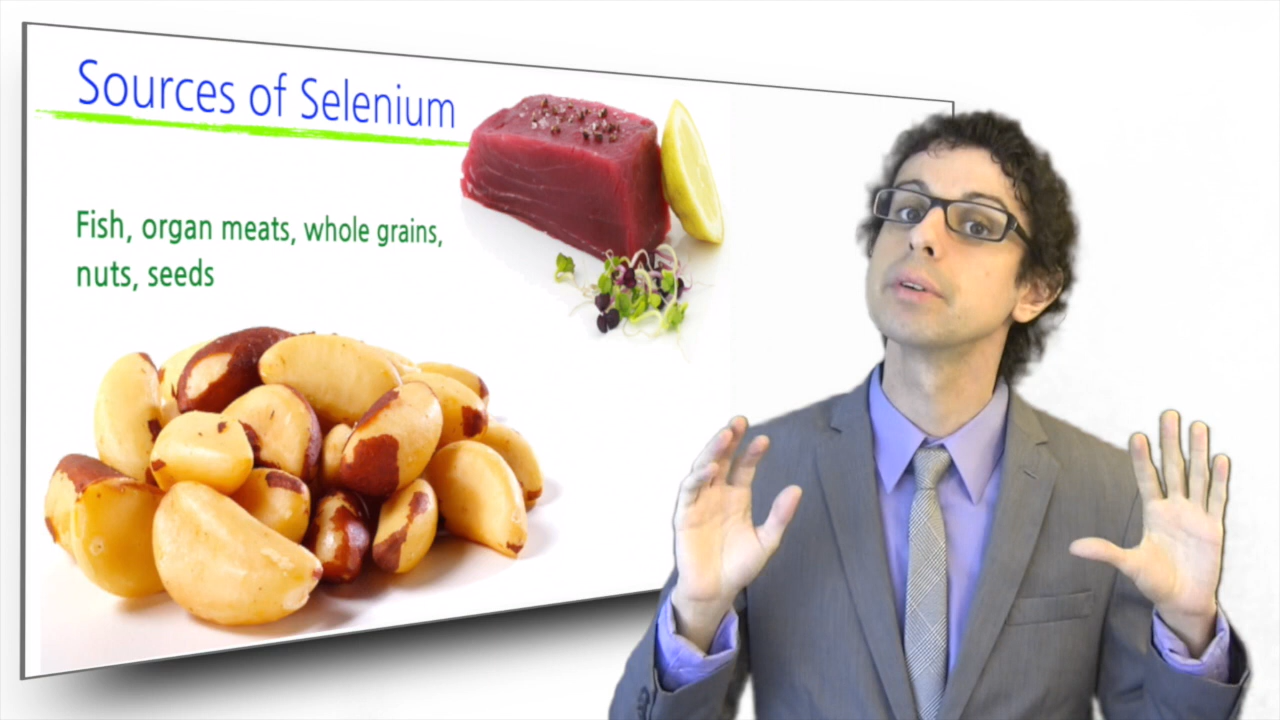 Sources of Selenium
Fish, organ meats, whole grains,
nuts, seeds